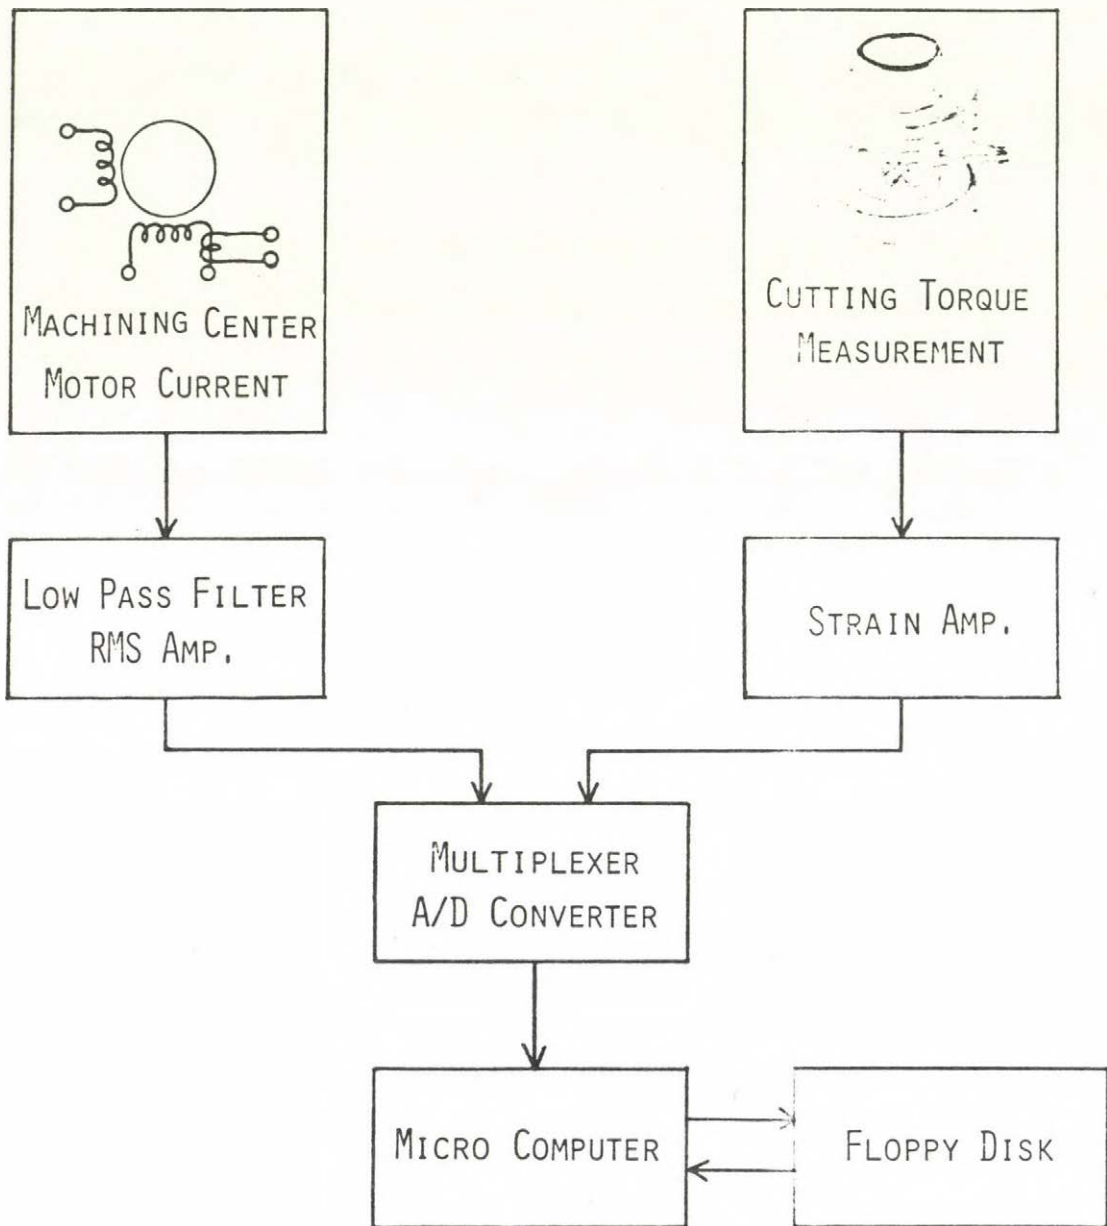 MACHINING CENTER
MOTOR CURRENT
CUTTING TORQUE
MEASUREMENT
LOW PASS FILTER
RMS AMP.
STRAIN AMP.
MULTIPLEXER
A/D CONVERTER
MICRO COMPUTER
FLOPPY DISK